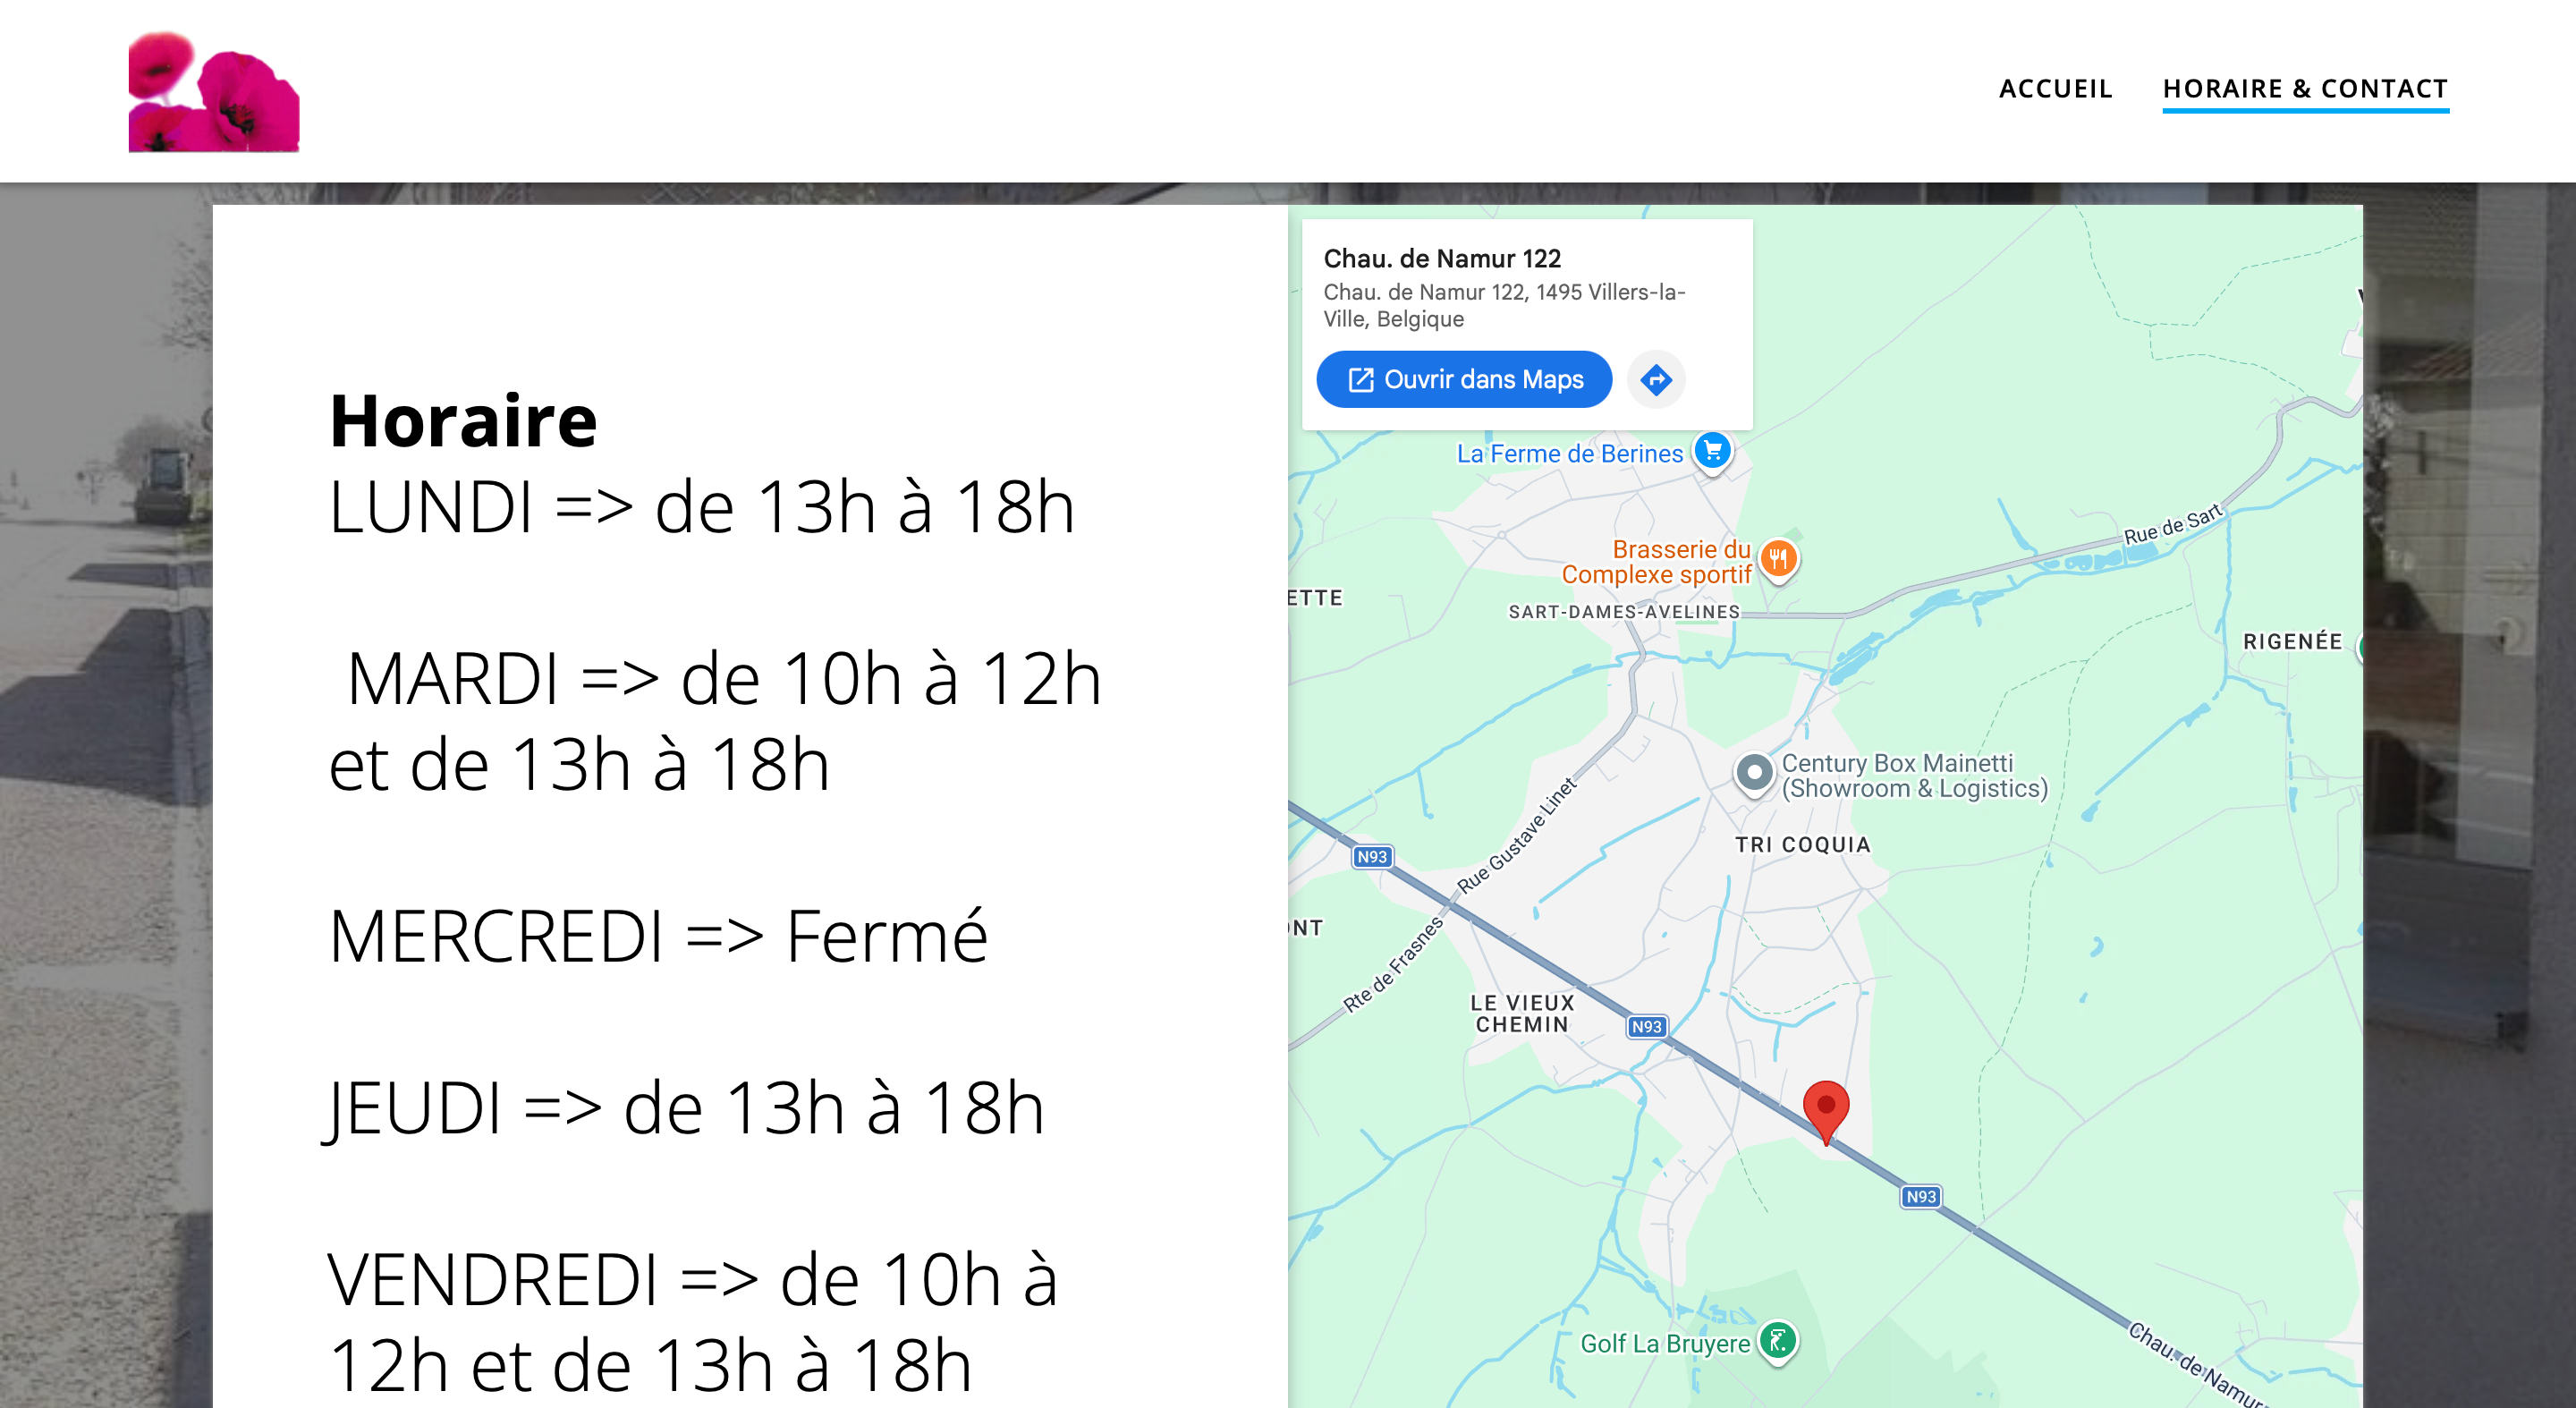 ACCUEIL
HORAIRE & CONTACT
Horaire
LUNDI => de 13h à 18h
MARDI => de 10h à 12h
et de 13h à 18h
MERCREDI => Fermé
JEUDI => de 13h à 18h
VENDREDI => de 10h à
12h et de 13h à 18h
Chau. de Namur 122
Chau. de Namur 122, 1495 Villers-la-
Ville, Belgique
Ouvrir dans Maps
La Ferme de Berines
Brasserie du
Complexe sportif
Rue de Sart
ETTE
SART-DAMES-AVELINES
RIGENÉE
Century Box Mainetti
(Showroom & Logistics)
Rue Gustave Linet
TRI COQUIA
N93
ONT
Rte de Frasnes
LE VIEUX
CHEMIN
N93
N93
Golf La Bruyere
Chau. de Namur